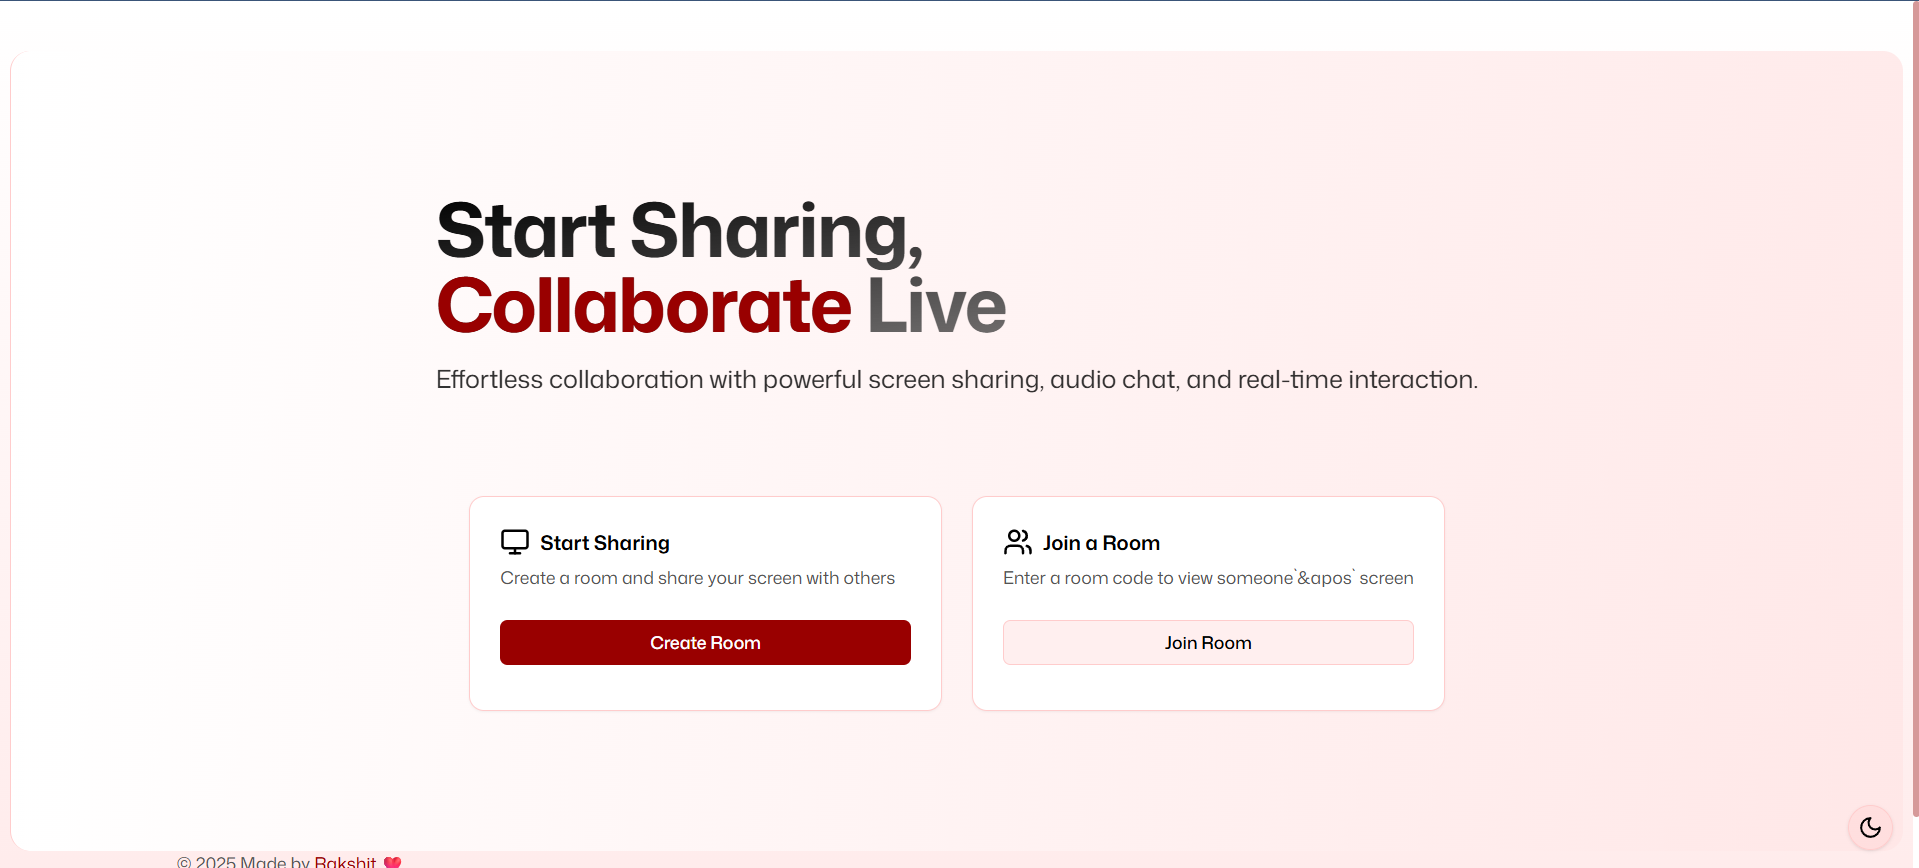 Start Sharing,
Collaborate Live
Effortless collaboration with powerful screen sharing, audio chat, and real-time interaction.
Start Sharing
Create a room and share your screen with others
Create Room
Join a Room
Enter a room code to view someone`&apos` screen
Join Room
© 2025 Made by Rakshit ❤️